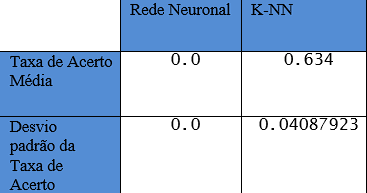 Rede Neuronal K-NN
Taxa de Acerto 0.0 0.634
Média
Desvio 0.0 0.04087923
padrão da
Taxa de
Acerto